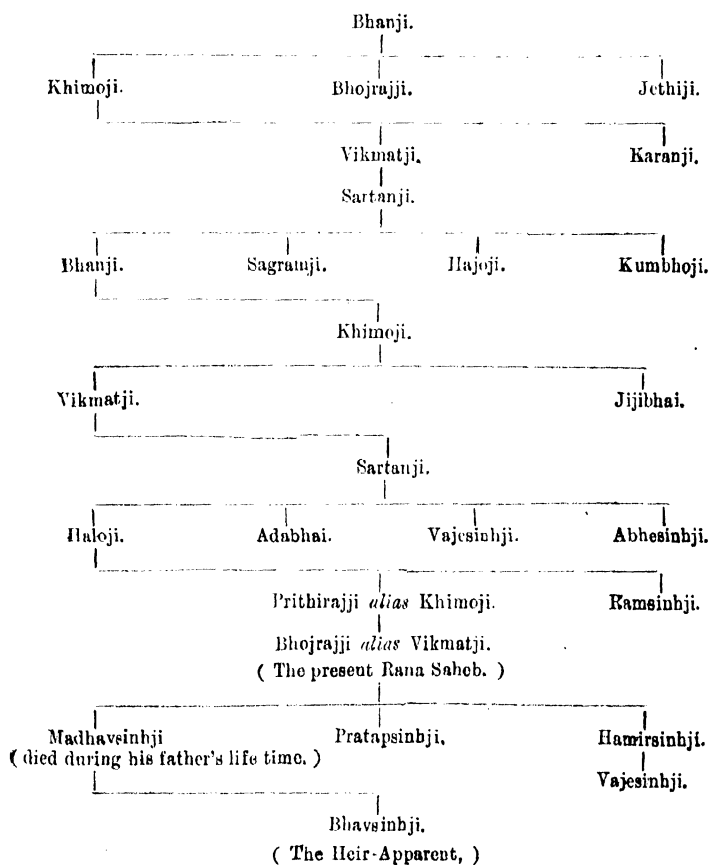 Bhanji.
Khimoji. Bhojrajji. Jethiji.
Vikmatji. Karanji.
Sartanji.
Bhanji. Sagramji. Hajoji. Kumbhoji.
Khimoji.
Vikmatji. Jijibhai.
Sartanji.
Haloji. Adabhai. Vajesinhji. Abhesinhji.
Prithirajji alias Khimoji. Ramsinhji.
Bhojrajji alias Vikmatji.
( The present Rana Saheb. )
Madhavsinhji Pratapsinhji. Hamirsinhji.
( died during his father's life time. ) Vajesinhji.
Bhavsinhji.
( The Heir-Apparent, )